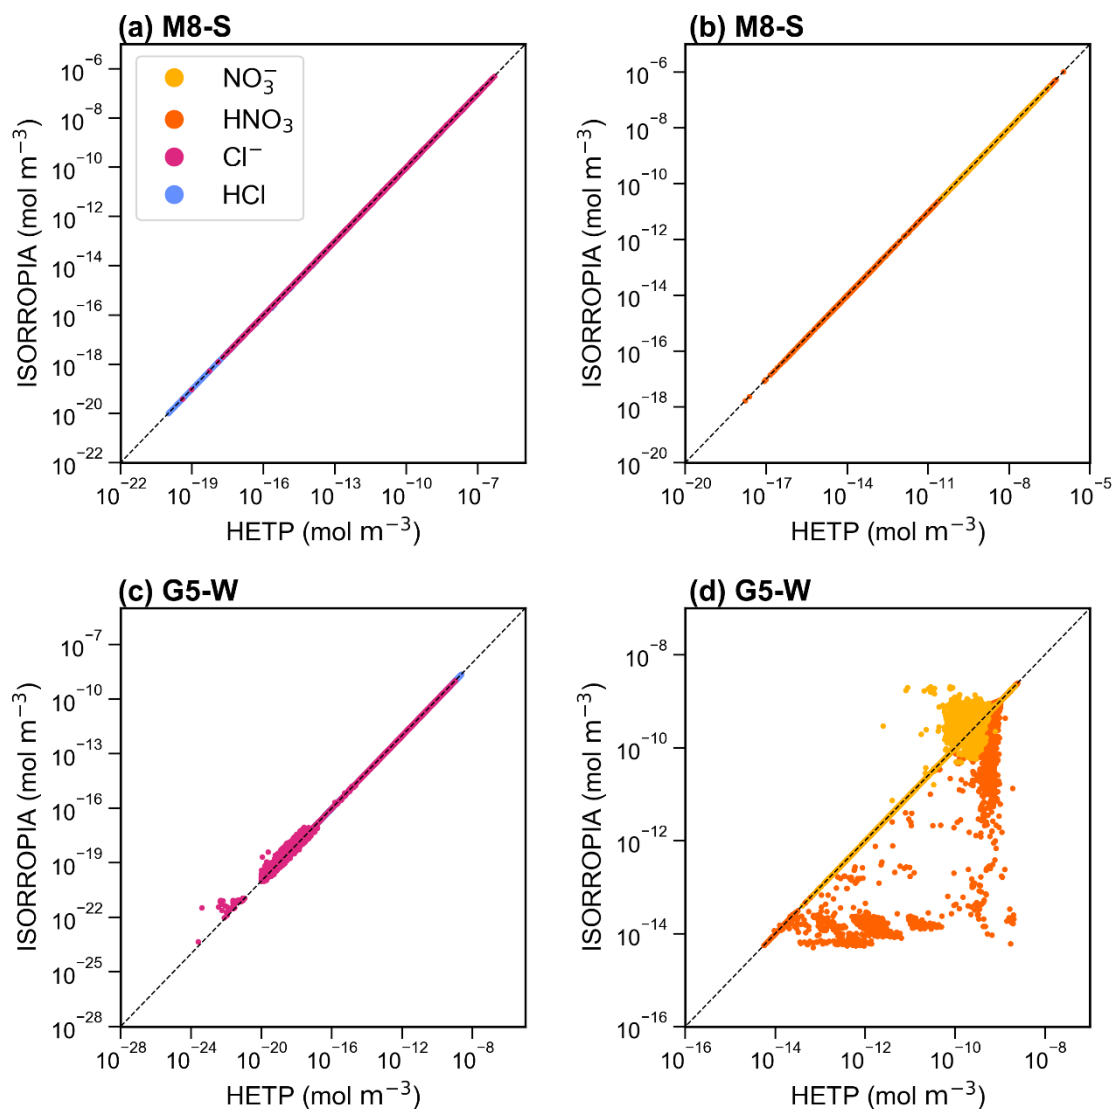 (a) M8-S
ISORROPIA (mol m⁻³)
10⁻⁶
10⁻⁸
10⁻¹⁰
10⁻¹²
10⁻¹⁴
10⁻¹⁶
10⁻¹⁸
10⁻²⁰
10⁻²²
NO₃⁻
HNO₃
Cl⁻
HCl
10⁻²² 10⁻¹⁹ 10⁻¹⁶ 10⁻¹³ 10⁻¹⁰ 10⁻⁷
HETP (mol m⁻³)
(b) M8-S
ISORROPIA (mol m⁻³)
10⁻⁶
10⁻⁸
10⁻¹⁰
10⁻¹²
10⁻¹⁴
10⁻¹⁶
10⁻¹⁸
10⁻²⁰
10⁻²⁰ 10⁻¹⁷ 10⁻¹⁴ 10⁻¹¹ 10⁻⁸ 10⁻⁵
HETP (mol m⁻³)
(c) G5-W
ISORROPIA (mol m⁻³)
10⁻⁷
10⁻¹⁰
10⁻¹³
10⁻¹⁶
10⁻¹⁹
10⁻²²
10⁻²⁵
10⁻²⁸
10⁻²⁸ 10⁻²⁴ 10⁻²⁰ 10⁻¹⁶ 10⁻¹² 10⁻⁸
HETP (mol m⁻³)
(d) G5-W
ISORROPIA (mol m⁻³)
10⁻⁸
10⁻¹⁰
10⁻¹²
10⁻¹⁴
10⁻¹⁶
10⁻¹⁶ 10⁻¹⁴ 10⁻¹² 10⁻¹⁰ 10⁻⁸
HETP (mol m⁻³)